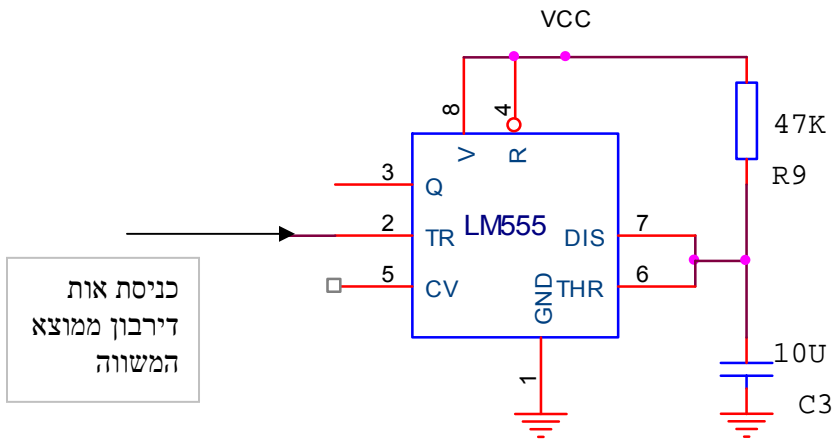 VCC
8
4
47K
3
V
R
R9
Q
2
TR
LM555
DIS
7
5
CV
THR
6
GND
כניסת אות
דירבון ממוצא
המשווה
1
10U
C3